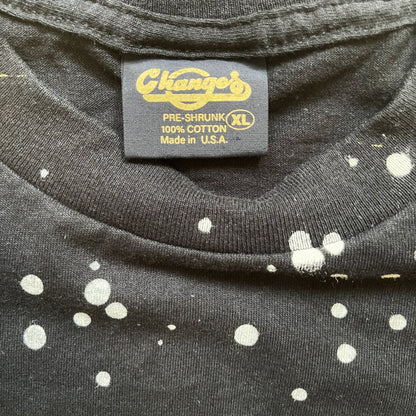 Changes
PRE-SHRUNK XL
100% COTTON
Made in U.S.A.